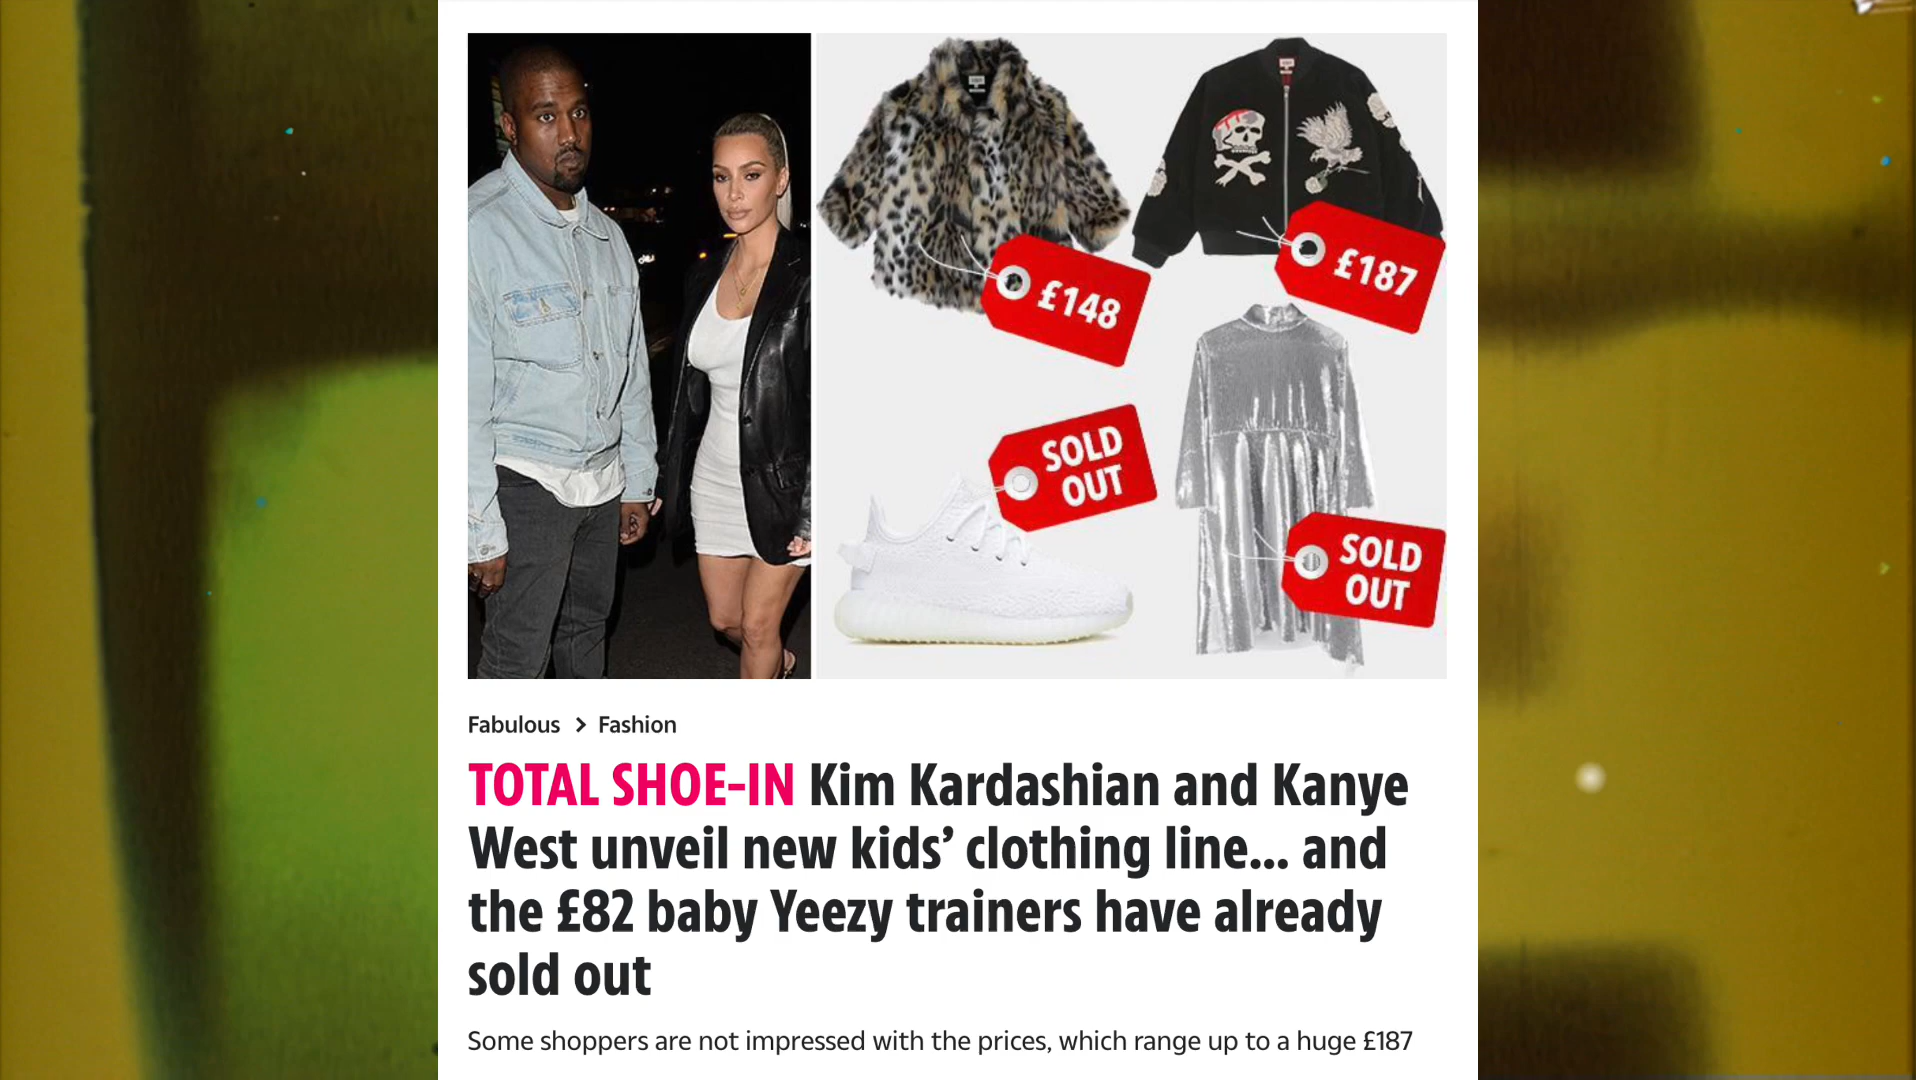 £148
£187
SOLD
OUT
SOLD
OUT
Fabulous > Fashion
TOTAL SHOE-IN Kim Kardashian and Kanye
West unveil new kids’ clothing line... and
the £82 baby Yeezy trainers have already
sold out
Some shoppers are not impressed with the prices, which range up to a huge £187